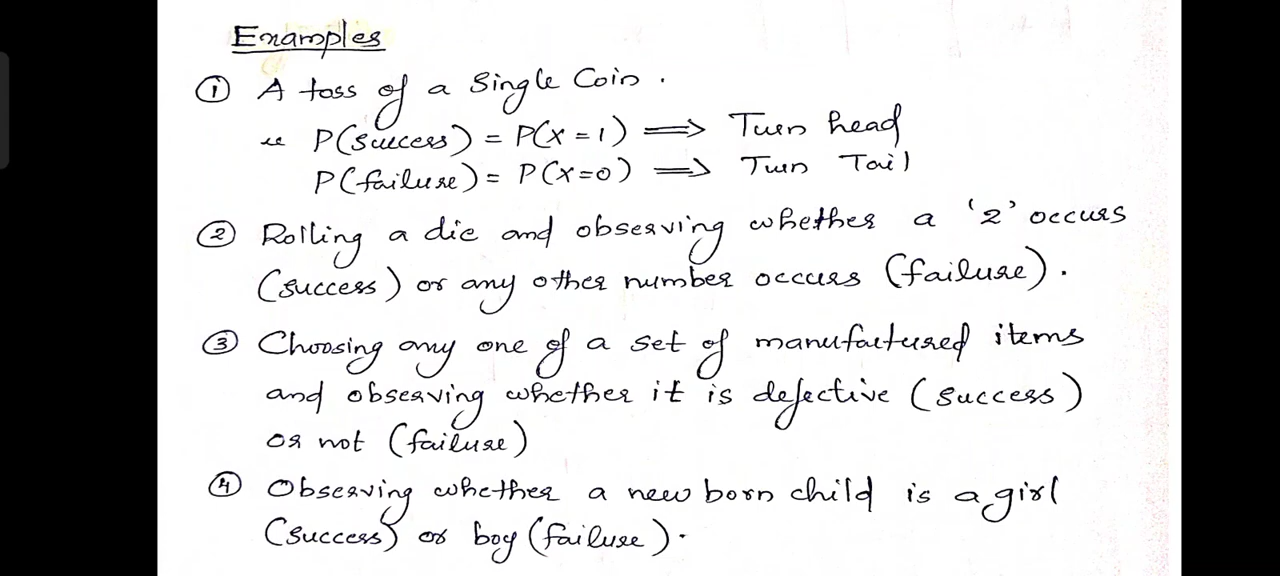 Examples
① A toss of a Single Coin .
ie P(success) = P(X = 1) ⟹ Turn head
P(failure) = P(X=0) ⟹ Turn Tail
② Rolling a die and observing whether a '2' occurs
(success) or any other number occurs (failure) .
③ Choosing any one of a set of manufactured items
and observing whether it is defective (success)
or not (failure)
④ Observing whether a new born child is a girl
(success) or boy (failure) .